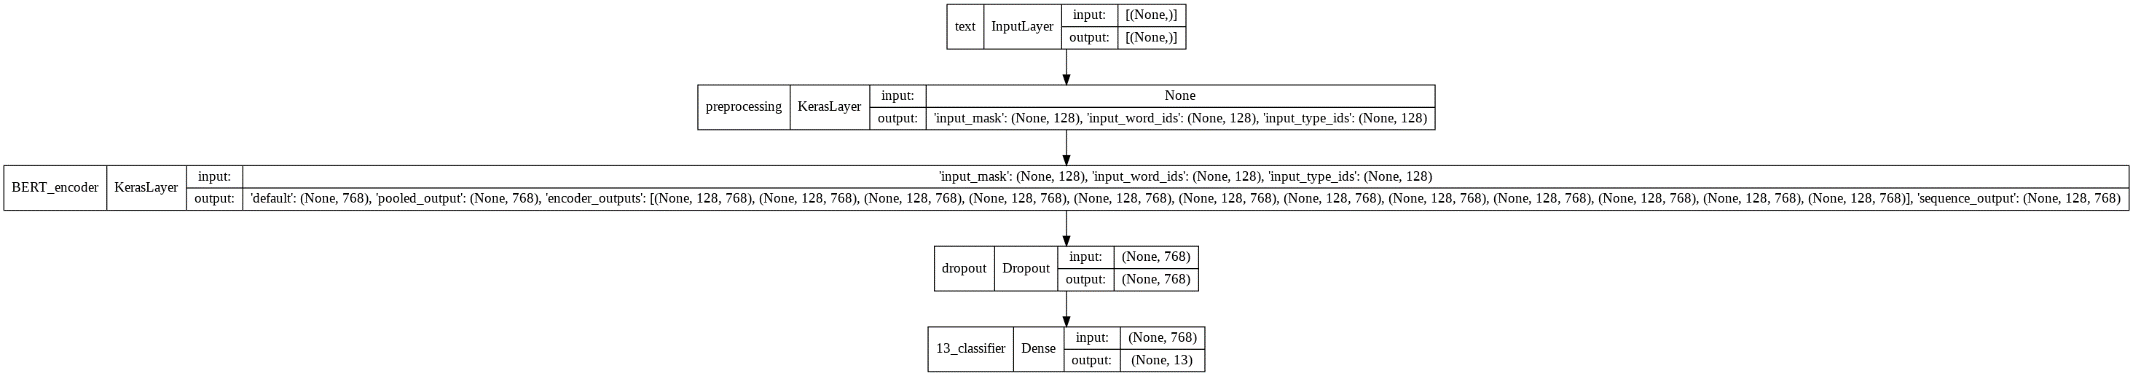 text InputLayer input: [(None,)]
output: [(None,)]
preprocessing KerasLayer input: None
output: 'input_mask': (None, 128), 'input_word_ids': (None, 128), 'input_type_ids': (None, 128)
BERT_encoder KerasLayer input: 'input_mask': (None, 128), 'input_word_ids': (None, 128), 'input_type_ids': (None, 128)
output: 'default': (None, 768), 'pooled_output': (None, 768), 'encoder_outputs': [(None, 128, 768), (None, 128, 768), (None, 128, 768), (None, 128, 768), (None, 128, 768), (None, 128, 768), (None, 128, 768), (None, 128, 768), (None, 128, 768), (None, 128, 768), (None, 128, 768), (None, 128, 768)], 'sequence_output': (None, 128, 768)
dropout Dropout input: (None, 768)
output: (None, 768)
13_classifier Dense input: (None, 768)
output: (None, 13)